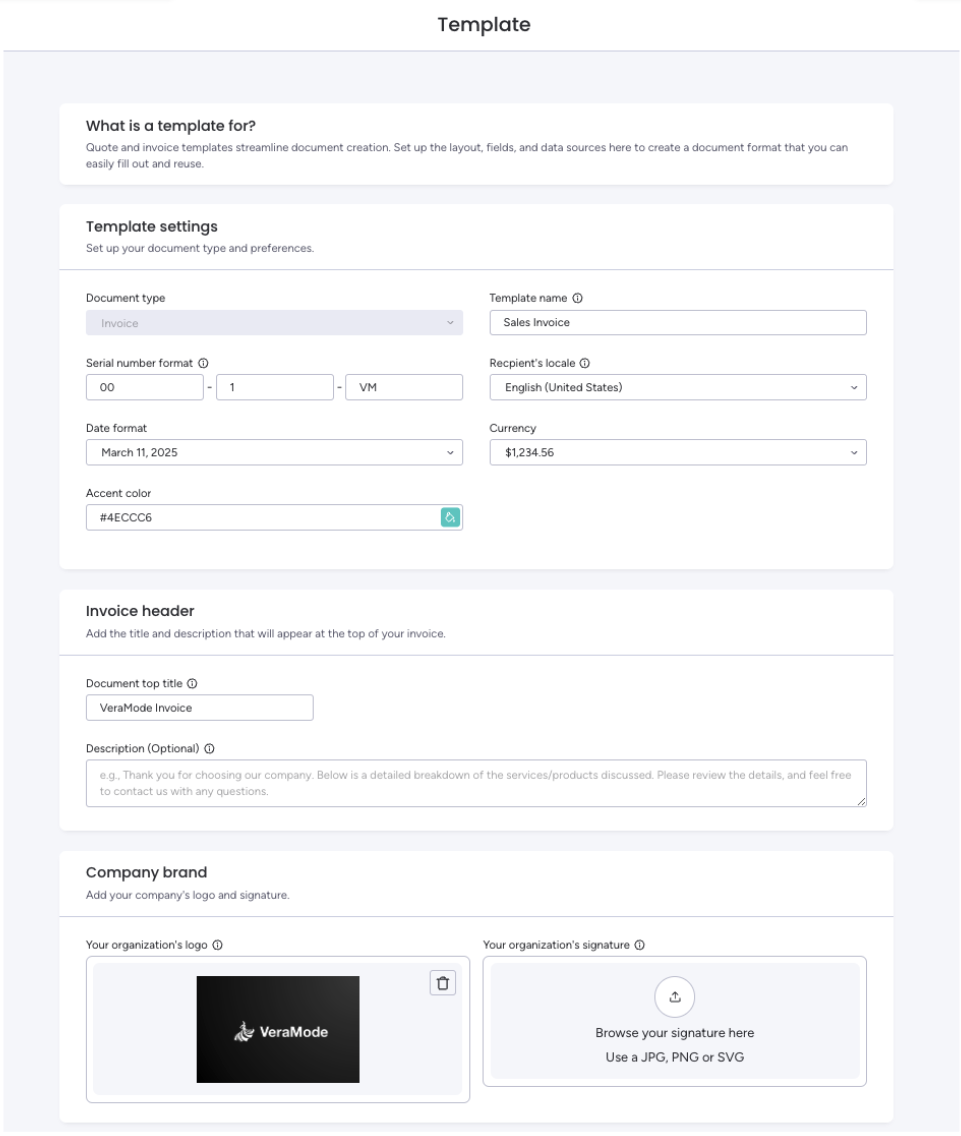 Template
What is a template for?
Quote and invoice templates streamline document creation. Set up the layout, fields, and data sources here to create a document format that you can
easily fill out and reuse.
Template settings
Set up your document type and preferences.
Document type
Invoice
Template name
Sales Invoice
Serial number format
00 - 1 - VM
Recpient's locale
English (United States)
Date format
March 11, 2025
Currency
$1,234.56
Accent color
#4ECCC6
Invoice header
Add the title and description that will appear at the top of your invoice.
Document top title
VeraMode Invoice
Description (Optional)
e.g., Thank you for choosing our company. Below is a detailed breakdown of the services/products discussed. Please review the details, and feel free
to contact us with any questions.
Company brand
Add your company's logo and signature.
Your organization's logo
VeraMode
Your organization's signature
Browse your signature here
Use a JPG, PNG or SVG